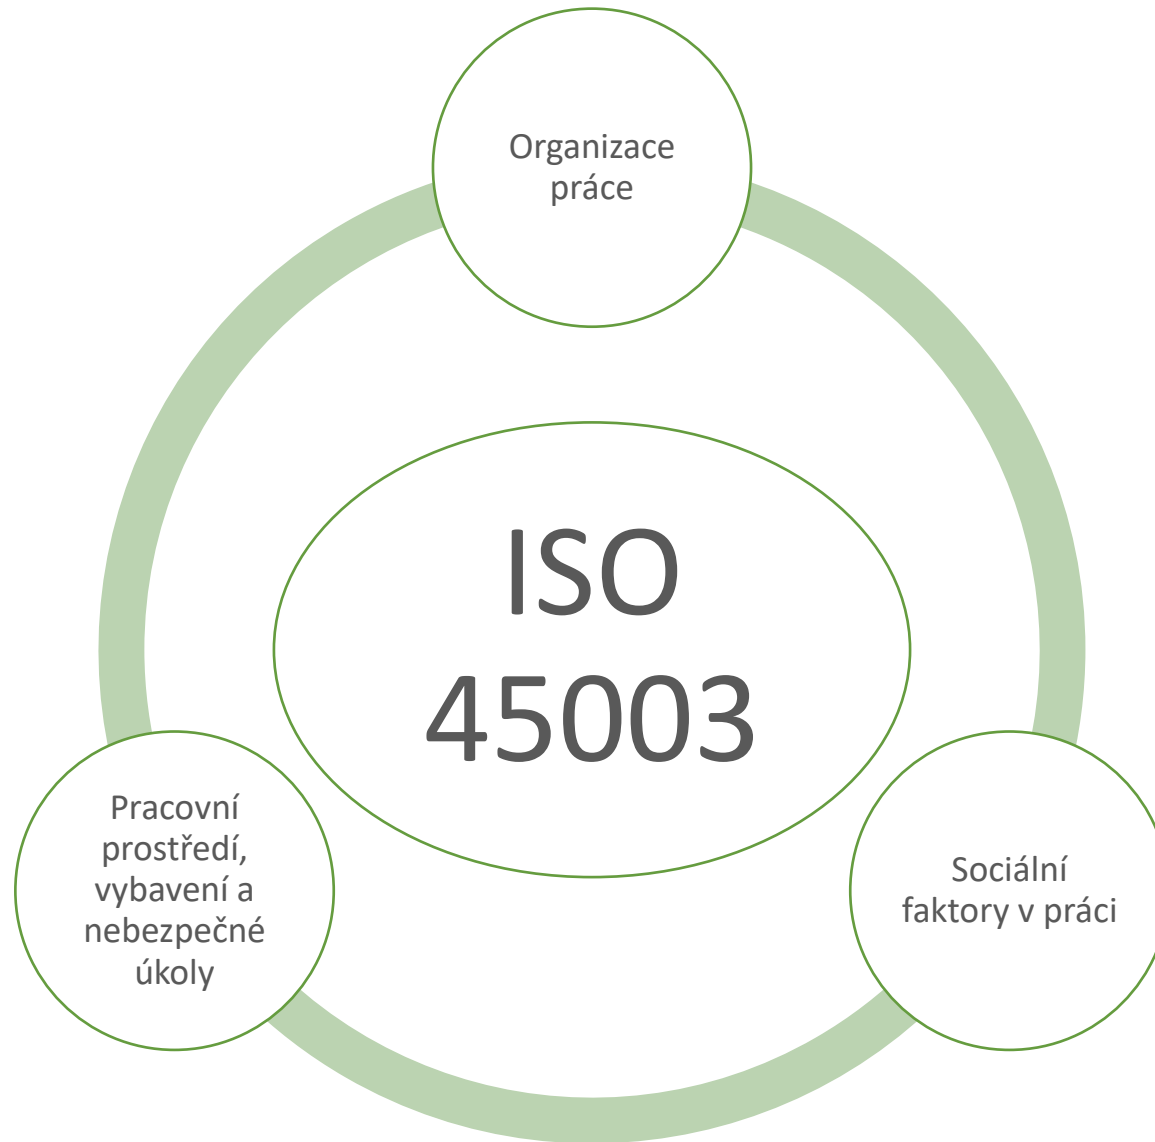 Organizace
práce
ISO
45003
Pracovní
prostředí,
vybavení a
nebezpečné
úkoly
Sociální
faktory v práci